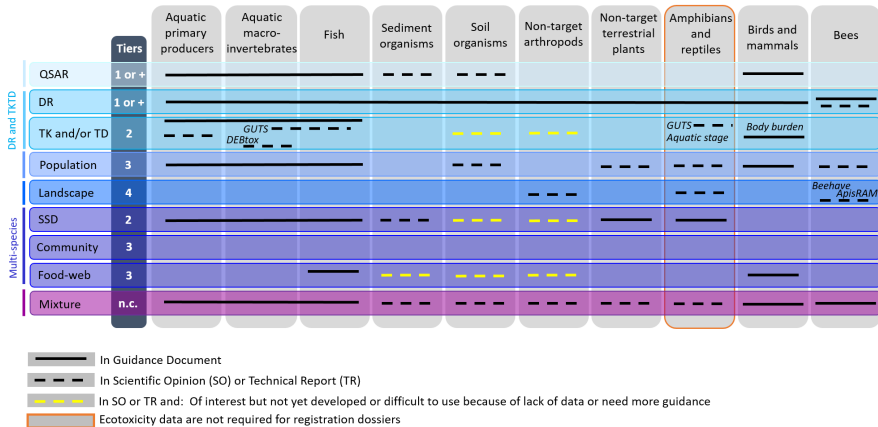 Aquatic
primary
producers
Aquatic
macro-
invertebrates
Fish
Sediment
organisms
Soil
organisms
Non-target
arthropods
Non-target
terrestrial
plants
Amphibians
and
reptiles
Birds and
mammals
Bees
Tiers
QSAR 1 or +
DR 1 or +
TK and/or TD 2
GUTS
DEBtox
GUTS
Aquatic stage
Body burden
Population 3
Landscape 4
Beehave
ApisRAM
SSD 2
Community 3
Food-web 3
Mixture n.c.
DR and TKTD
Multi-species
In Guidance Document
In Scientific Opinion (SO) or Technical Report (TR)
In SO or TR and: Of interest but not yet developed or difficult to use because of lack of data or need more guidance
Ecotoxicity data are not required for registration dossiers